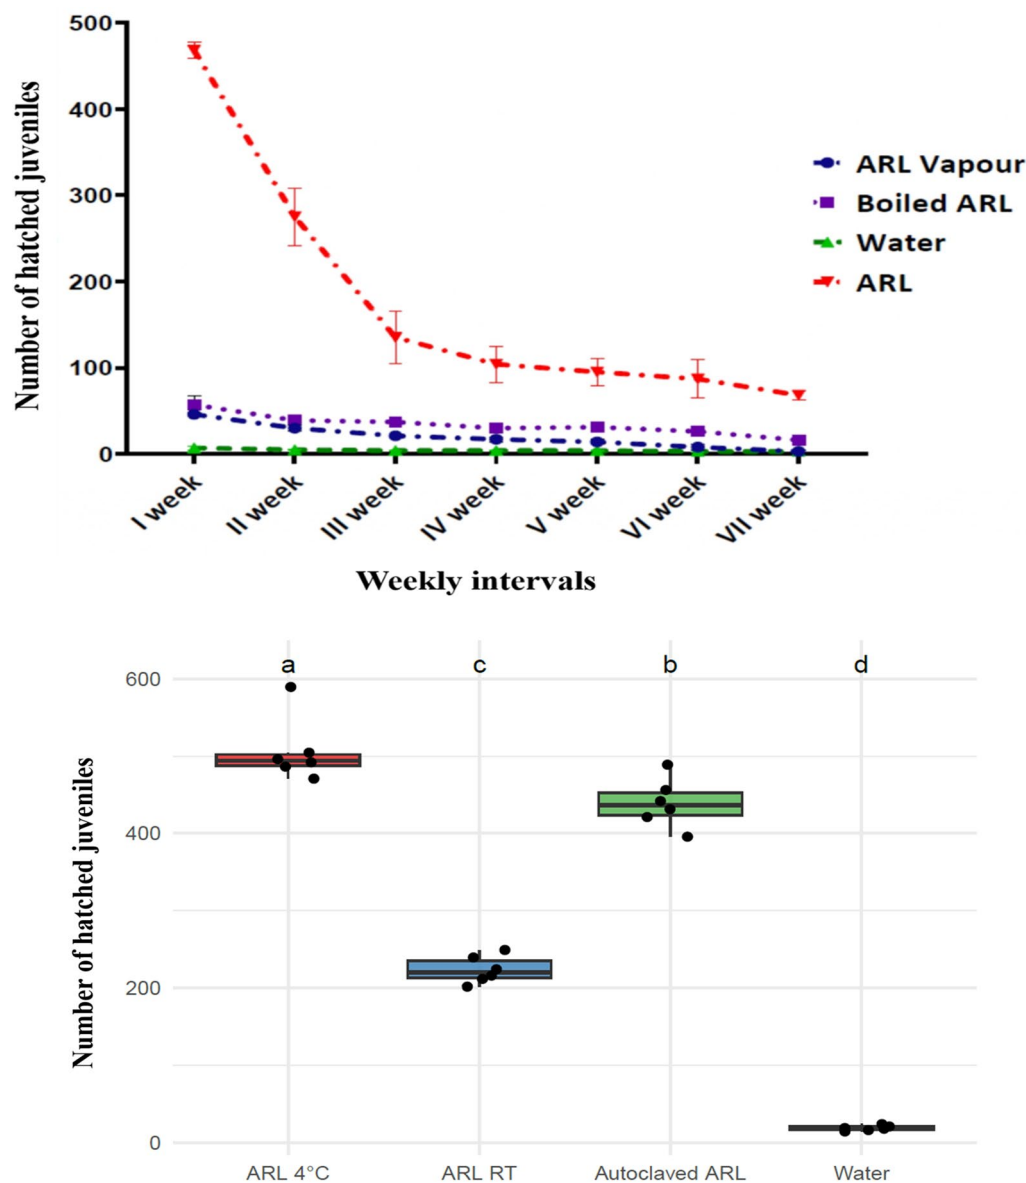 500
400
300
200
100
0
Number of hatched juveniles
ARL Vapour
Boiled ARL
Water
ARL
I week
II week
III week
IV week
V week
VI week
VII week
Weekly intervals
a
c
b
d
600
400
200
0
Number of hatched juveniles
ARL 4°C
ARL RT
Autoclaved ARL
Water